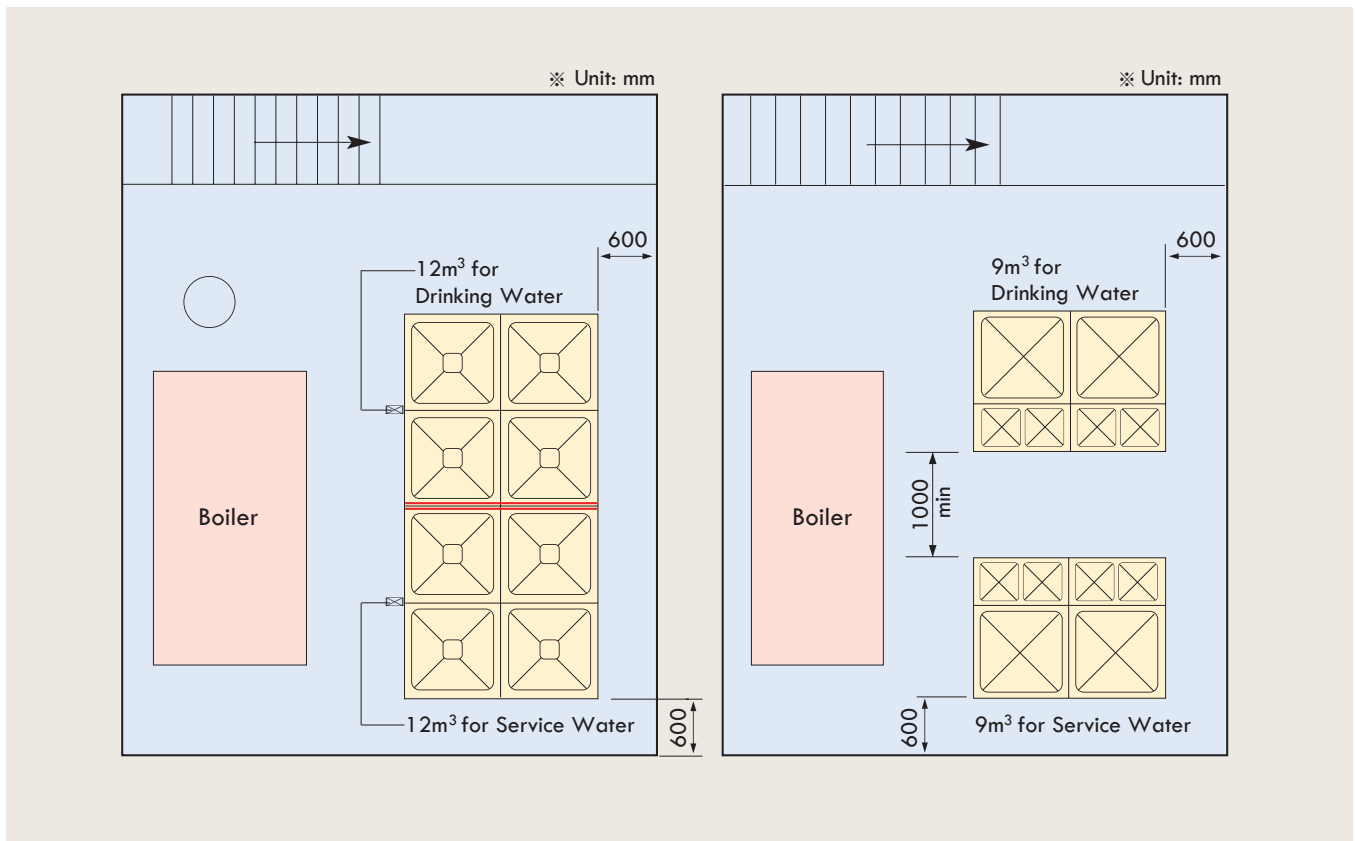 ※ Unit: mm
600
12m³ for
Drinking Water
Boiler
12m³ for Service Water
600
※ Unit: mm
600
9m³ for
Drinking Water
1000
min
Boiler
600
9m³ for Service Water